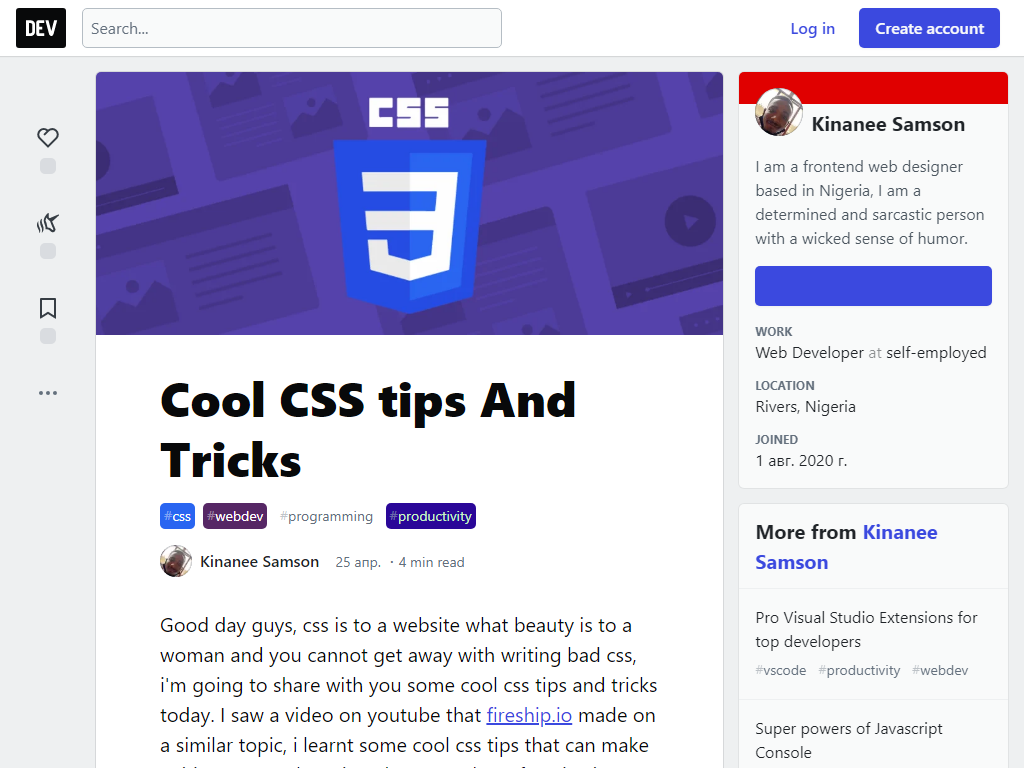 DEV
Search...
Log in
Create account
CSS
Cool CSS tips And
Tricks
#css
#webdev
#programming
#productivity
Kinanee Samson
25 апр. ・4 min read
Good day guys, css is to a website what beauty is to a
woman and you cannot get away with writing bad css,
i'm going to share with you some cool css tips and tricks
today. I saw a video on youtube that fireship.io made on
a similar topic, i learnt some cool css tips that can make
Kinanee Samson
I am a frontend web designer
based in Nigeria, I am a
determined and sarcastic person
with a wicked sense of humor.
WORK
Web Developer at self-employed
LOCATION
Rivers, Nigeria
JOINED
1 авг. 2020 г.
More from Kinanee
Samson
Pro Visual Studio Extensions for
top developers
#vscode #productivity #webdev
Super powers of Javascript
Console